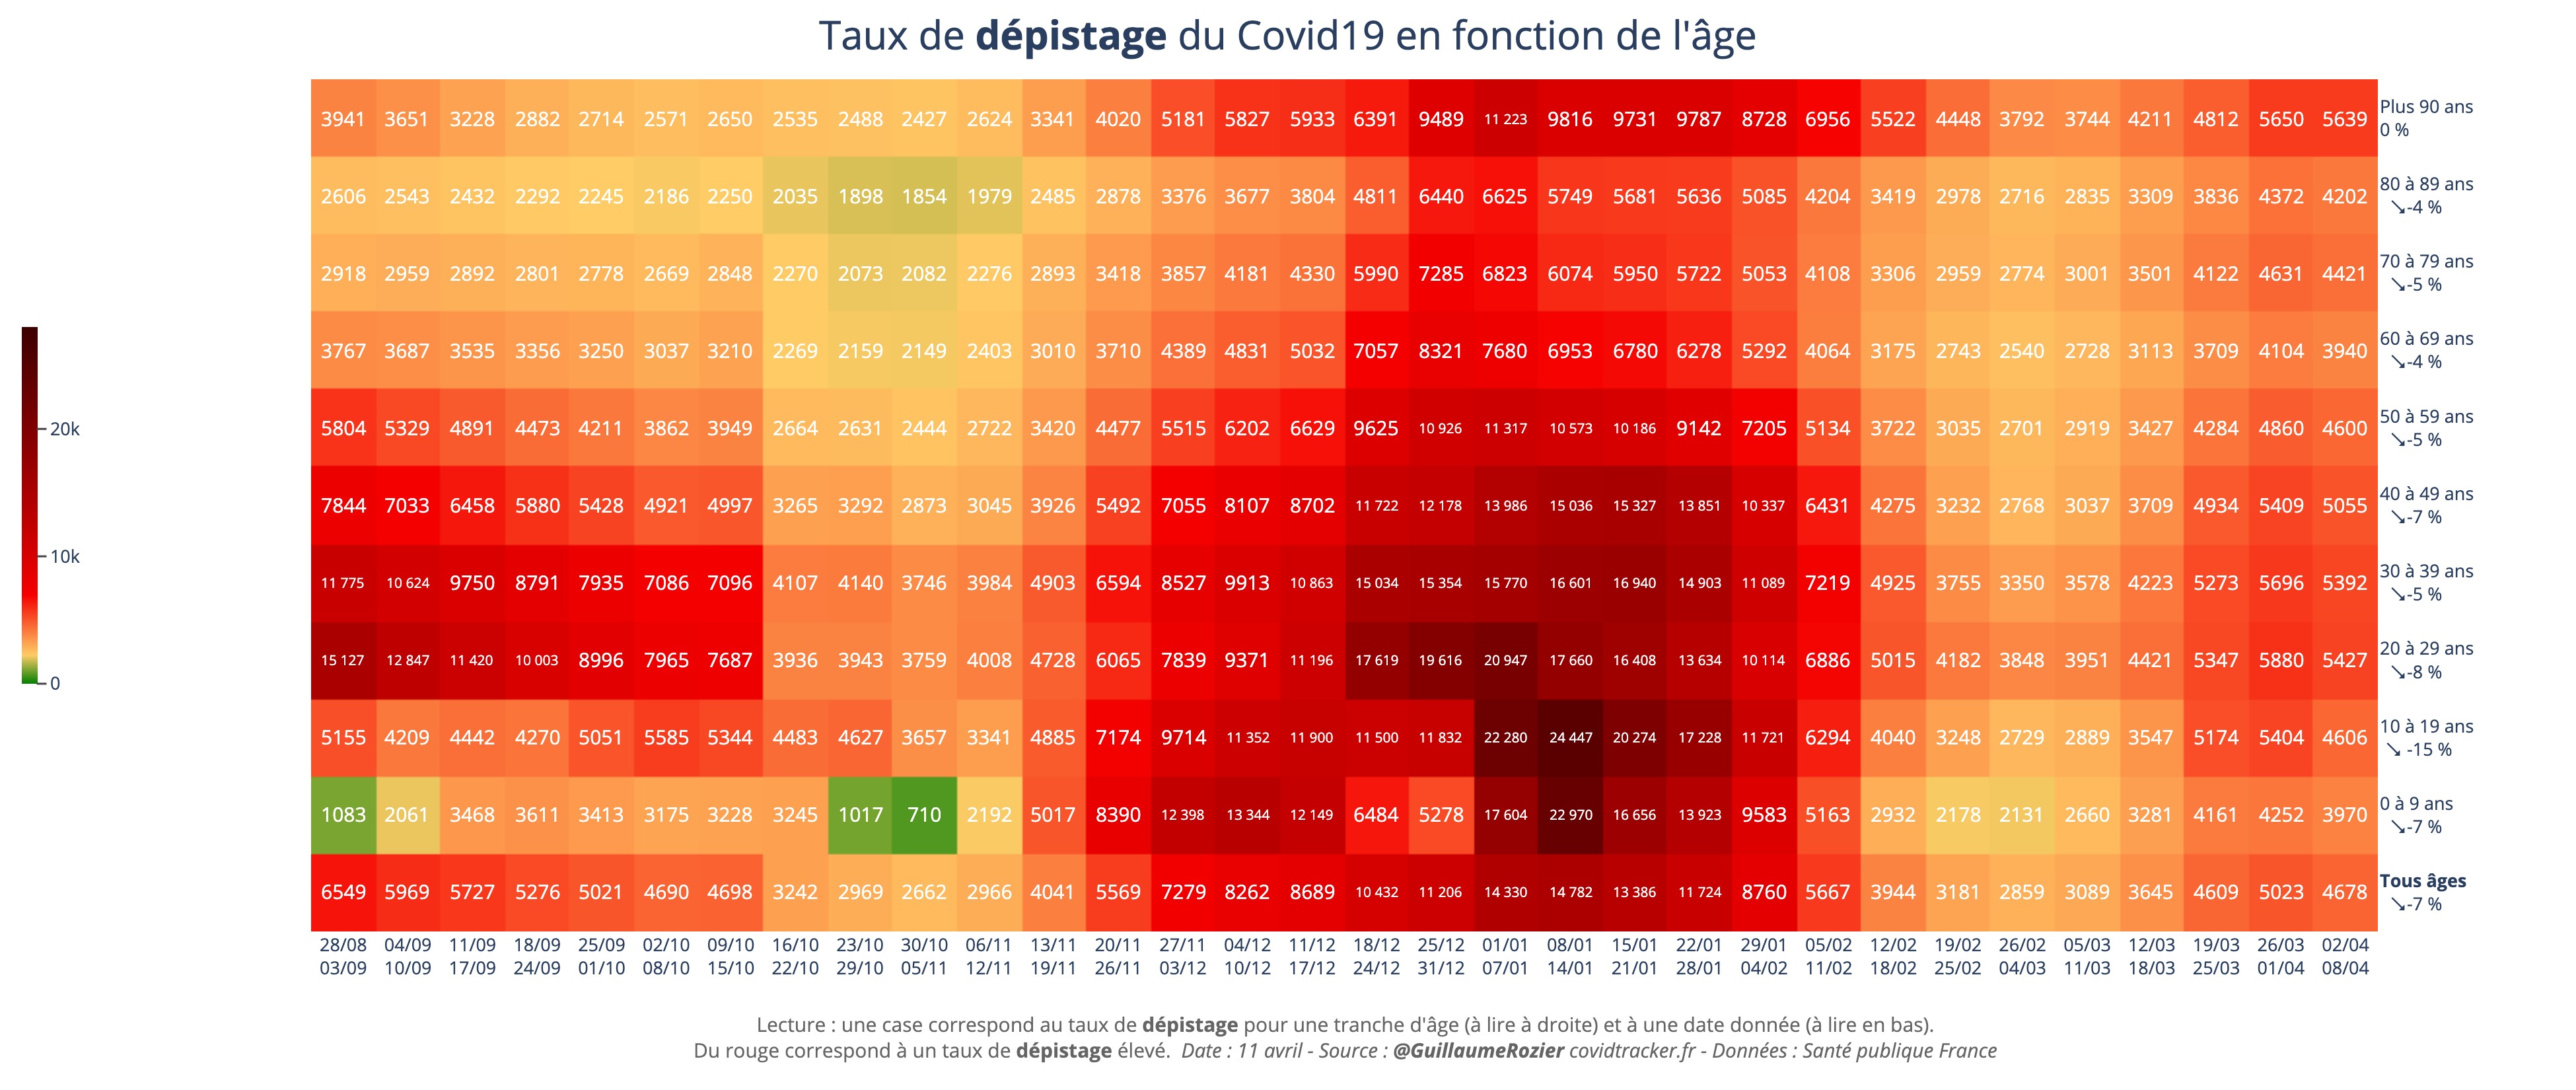 Taux de dépistage du Covid19 en fonction de l'âge
3941 3651 3228 2882 2714 2571 2650 2535 2488 2427 2624 3341 4020 5181 5827 5933 6391 9489 11 223 9816 9731 9787 8728 6956 5522 4448 3792 3744 4211 4812 5650 5639 Plus 90 ans
0 %
2606 2543 2432 2292 2245 2186 2250 2035 1898 1854 1979 2485 2878 3376 3677 3804 4811 6440 6625 5749 5681 5636 5085 4204 3419 2978 2716 2835 3309 3836 4372 4202 80 à 89 ans
↘-4 %
2918 2959 2892 2801 2778 2669 2848 2270 2073 2082 2276 2893 3418 3857 4181 4330 5990 7285 6823 6074 5950 5722 5053 4108 3306 2959 2774 3001 3501 4122 4631 4421 70 à 79 ans
↘-5 %
3767 3687 3535 3356 3250 3037 3210 2269 2159 2149 2403 3010 3710 4389 4831 5032 7057 8321 7680 6953 6780 6278 5292 4064 3175 2743 2540 2728 3113 3709 4104 3940 60 à 69 ans
↘-4 %
5804 5329 4891 4473 4211 3862 3949 2664 2631 2444 2722 3420 4477 5515 6202 6629 9625 10 926 11 317 10 573 10 186 9142 7205 5134 3722 3035 2701 2919 3427 4284 4860 4600 50 à 59 ans
↘-5 %
7844 7033 6458 5880 5428 4921 4997 3265 3292 2873 3045 3926 5492 7055 8107 8702 11 722 12 178 13 986 15 036 15 327 13 851 10 337 6431 4275 3232 2768 3037 3709 4934 5409 5055 40 à 49 ans
↘-7 %
11 775 10 624 9750 8791 7935 7086 7096 4107 4140 3746 3984 4903 6594 8527 9913 10 863 15 034 15 354 15 770 16 601 16 940 14 903 11 089 7219 4925 3755 3350 3578 4223 5273 5696 5392 30 à 39 ans
↘-5 %
15 127 12 847 11 420 10 003 8996 7965 7687 3936 3943 3759 4008 4728 6065 7839 9371 11 196 17 619 19 616 20 947 17 660 16 408 13 634 10 114 6886 5015 4182 3848 3951 4421 5347 5880 5427 20 à 29 ans
↘-8 %
5155 4209 4442 4270 5051 5585 5344 4483 4627 3657 3341 4885 7174 9714 11 352 11 900 11 500 11 832 22 280 24 447 20 274 17 228 11 721 6294 4040 3248 2729 2889 3547 5174 5404 4606 10 à 19 ans
↘ -15 %
1083 2061 3468 3611 3413 3175 3228 3245 1017 710 2192 5017 8390 12 398 13 344 12 149 6484 5278 17 604 22 970 16 656 13 923 9583 5163 2932 2178 2131 2660 3281 4161 4252 3970 0 à 9 ans
↘-7 %
6549 5969 5727 5276 5021 4690 4698 3242 2969 2662 2966 4041 5569 7279 8262 8689 10 432 11 206 14 330 14 782 13 386 11 724 8760 5667 3944 3181 2859 3089 3645 4609 5023 4678 Tous âges
↘-7 %
20k
10k
0
28/08 04/09 11/09 18/09 25/09 02/10 09/10 16/10 23/10 30/10 06/11 13/11 20/11 27/11 04/12 11/12 18/12 25/12 01/01 08/01 15/01 22/01 29/01 05/02 12/02 19/02 26/02 05/03 12/03 19/03 26/03 02/04
03/09 10/09 17/09 24/09 01/10 08/10 15/10 22/10 29/10 05/11 12/11 19/11 26/11 03/12 10/12 17/12 24/12 31/12 07/01 14/01 21/01 28/01 04/02 11/02 18/02 25/02 04/03 11/03 18/03 25/03 01/04 08/04
Lecture : une case correspond au taux de dépistage pour une tranche d'âge (à lire à droite) et à une date donnée (à lire en bas).
Du rouge correspond à un taux de dépistage élevé. Date : 11 avril - Source : @GuillaumeRozier covidtracker.fr - Données : Santé publique France